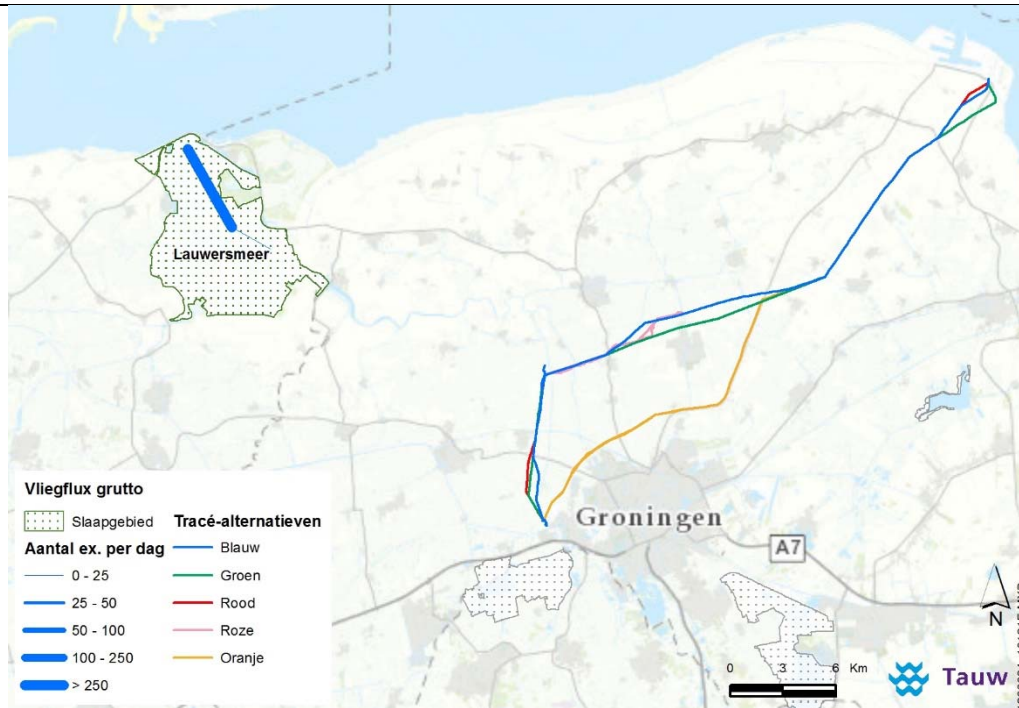 Lauwersmeer
Groningen
A7
Vliegflux grutto
Slaapgebied
Aantal ex. per dag
0 - 25
25 - 50
50 - 100
100 - 250
> 250
Tracé-alternatieven
Blauw
Groen
Rood
Roze
Oranje
N
0 3 6 Km
Tauw